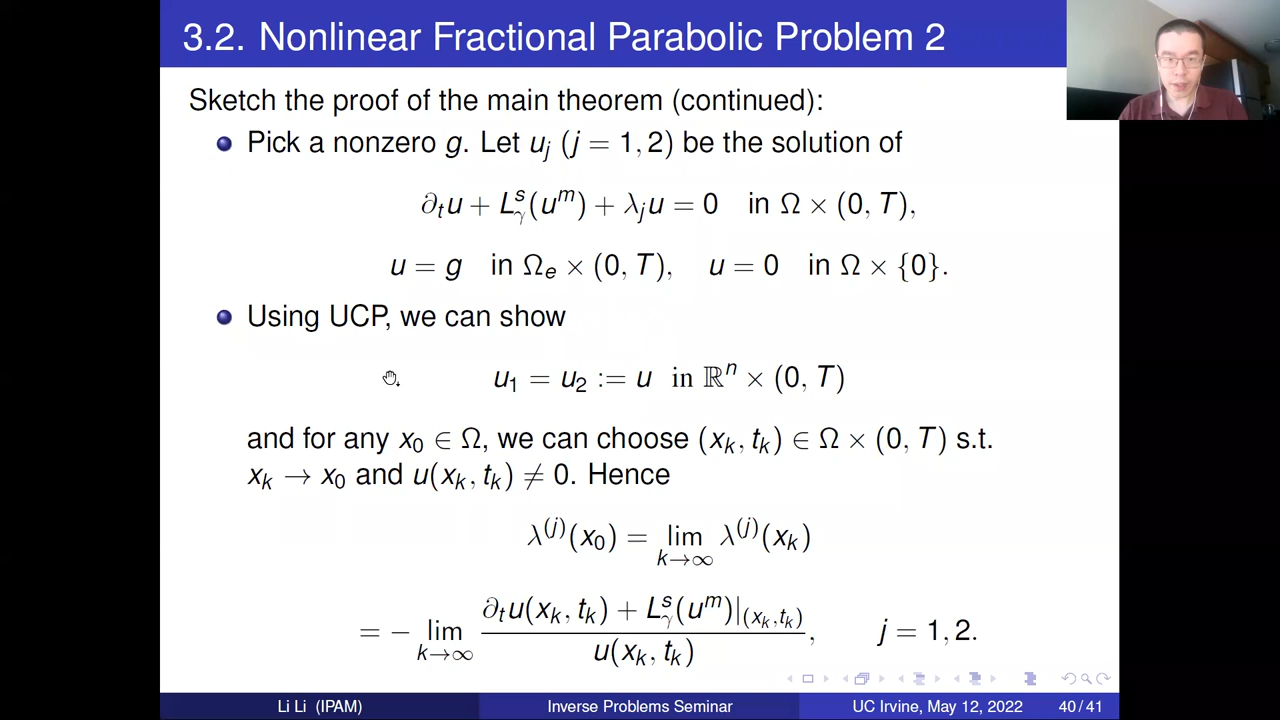 3.2. Nonlinear Fractional Parabolic Problem 2
Sketch the proof of the main theorem (continued):
Pick a nonzero g. Let u_j (j = 1, 2) be the solution of
∂_t u + L_γ^s(u^m) + λ_j u = 0 in Ω × (0, T),
u = g in Ω_e × (0, T), u = 0 in Ω × {0}.
Using UCP, we can show
u_1 = u_2 := u in ℝ^n × (0, T)
and for any x_0 ∈ Ω, we can choose (x_k, t_k) ∈ Ω × (0, T) s.t.
x_k → x_0 and u(x_k, t_k) ≠ 0. Hence
λ^(j)(x_0) = lim_{k→∞} λ^(j)(x_k)
= − lim_{k→∞} (∂_t u(x_k, t_k) + L_γ^s(u^m)|_(x_k,t_k)) / u(x_k, t_k), j = 1, 2.
Li Li (IPAM) Inverse Problems Seminar UC Irvine, May 12, 2022 40 / 41